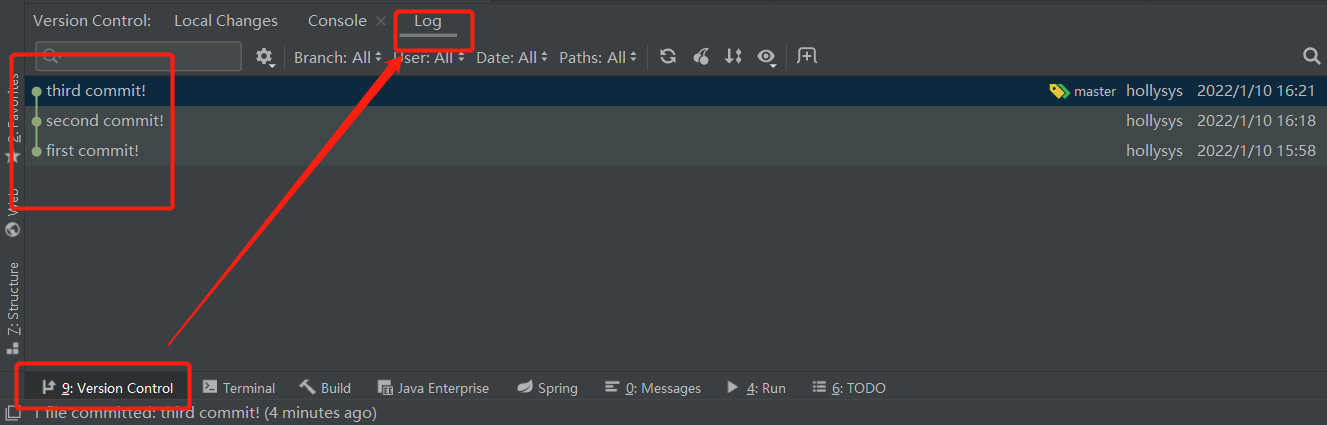 Version Control: Local Changes Console Log
Branch: All User: All Date: All Paths: All
third commit! master hollysys 2022/1/10 16:21
second commit! hollysys 2022/1/10 16:18
first commit! hollysys 2022/1/10 15:58
2: Favorites
Web
Z: Structure
9: Version Control Terminal Build Java Enterprise Spring 0: Messages 4: Run 6: TODO
1 file committed: third commit! (4 minutes ago)